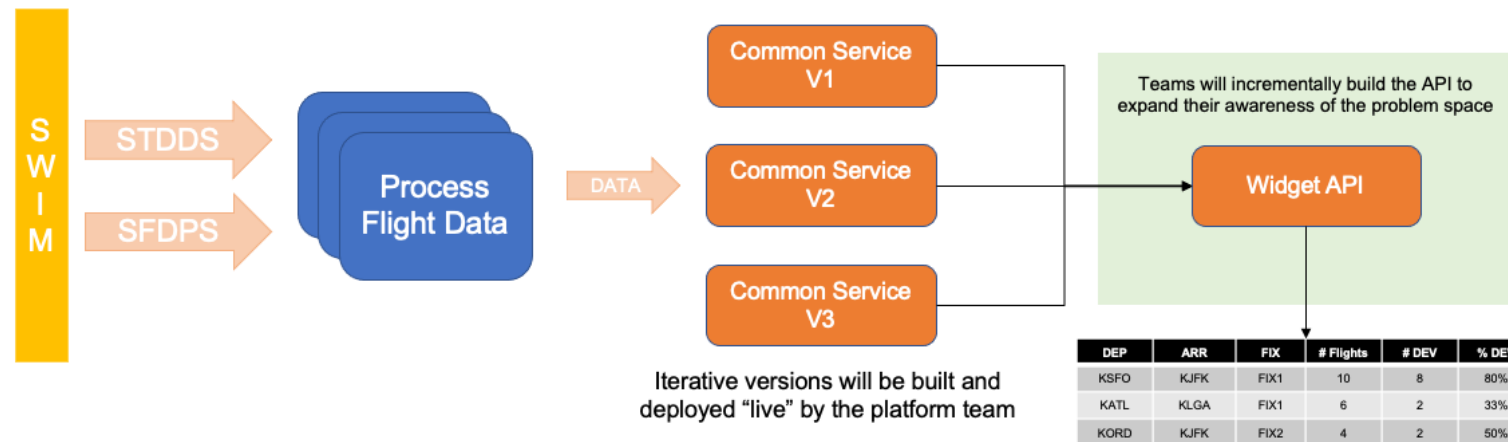 SWIM
STDDS
SFDPS
Process
Flight Data
DATA
Common Service
V1
Common Service
V2
Common Service
V3
Iterative versions will be built and
deployed “live” by the platform team
Teams will incrementally build the API to
expand their awareness of the problem space
Widget API
DEP ARR FIX # Flights # DEV % DE
KSFO KJFK FIX1 10 8 80%
KATL KLGA FIX1 6 2 33%
KORD KJFK FIX2 4 2 50%